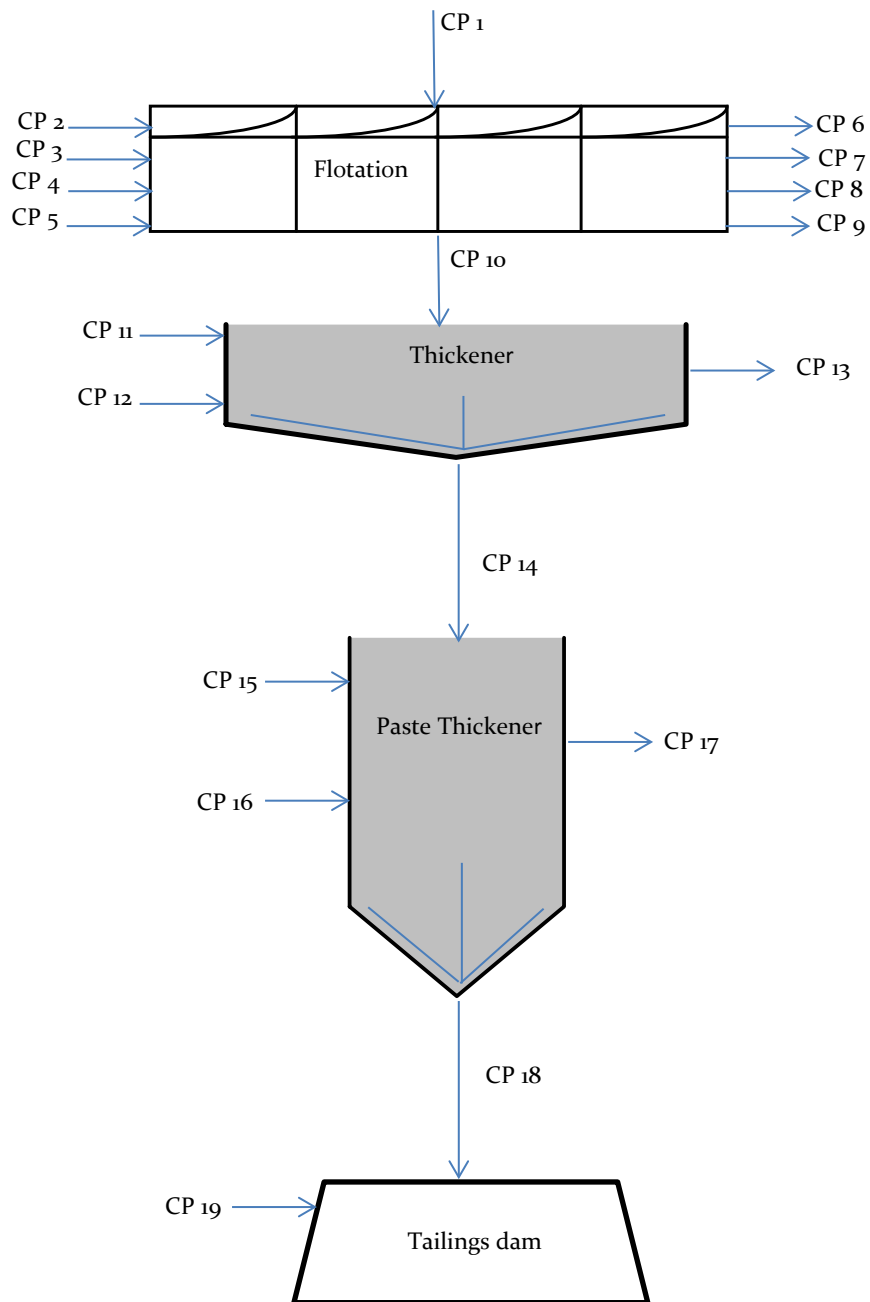 CP 1
CP 2
CP 6
CP 3
CP 7
Flotation
CP 4
CP 8
CP 5
CP 9
CP 10
CP 11
Thickener
CP 13
CP 12
CP 14
CP 15
Paste Thickener
CP 17
CP 16
CP 18
CP 19
Tailings dam